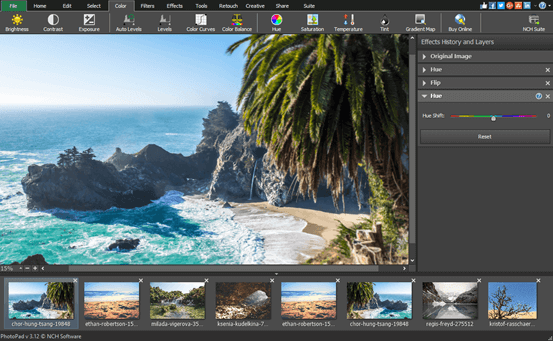 File Home Edit Select Color Filters Effects Tools Retouch Creative Share Suite
Brightness Contrast Exposure Auto Levels Levels Color Curves Color Balance Hue Saturation Temperature Tint Gradient Map Buy Online NCH Suite
Effects History and Layers
Original Image
Hue
Flip
Hue
Hue Shift: 0
Reset
15%
chor-hung-tsang-19848 ethan-robertson-15... milada-vigerova-35... ksenia-kudelkina-7... ethan-robertson-15... chor-hung-tsang-19848 regis-freyd-275512 kristof-rasschaer...
PhotoPad v 3.12 © NCH Software